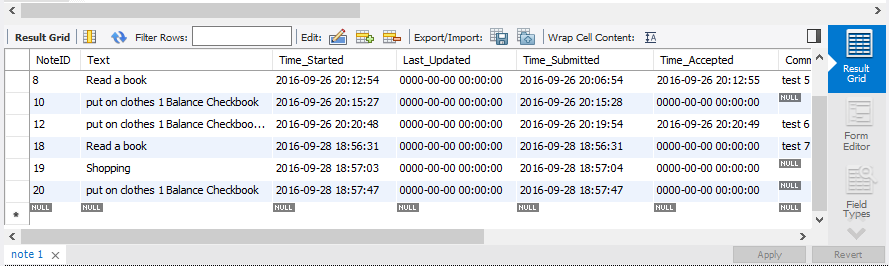 Result Grid Filter Rows: Edit: Export/Import: Wrap Cell Content:
NoteID Text Time_Started Last_Updated Time_Submitted Time_Accepted Comm
8 Read a book 2016-09-26 20:12:54 0000-00-00 00:00:00 2016-09-26 20:06:54 2016-09-26 20:12:55 test 5
10 put on clothes 1 Balance Checkbook 2016-09-26 20:15:27 0000-00-00 00:00:00 2016-09-26 20:15:28 0000-00-00 00:00:00 NULL
12 put on clothes 1 Balance Checkboo... 2016-09-26 20:20:48 0000-00-00 00:00:00 2016-09-26 20:19:54 2016-09-26 20:20:49 test 6
18 Read a book 2016-09-28 18:56:31 0000-00-00 00:00:00 2016-09-28 18:56:31 0000-00-00 00:00:00 test 7
19 Shopping 2016-09-28 18:57:03 0000-00-00 00:00:00 2016-09-28 18:57:04 0000-00-00 00:00:00 NULL
20 put on clothes 1 Balance Checkbook 2016-09-28 18:57:47 0000-00-00 00:00:00 2016-09-28 18:57:47 0000-00-00 00:00:00 NULL
* NULL NULL NULL NULL NULL NULL NULL
Result
Grid
Form
Editor
Field
Types
note 1
Apply Revert